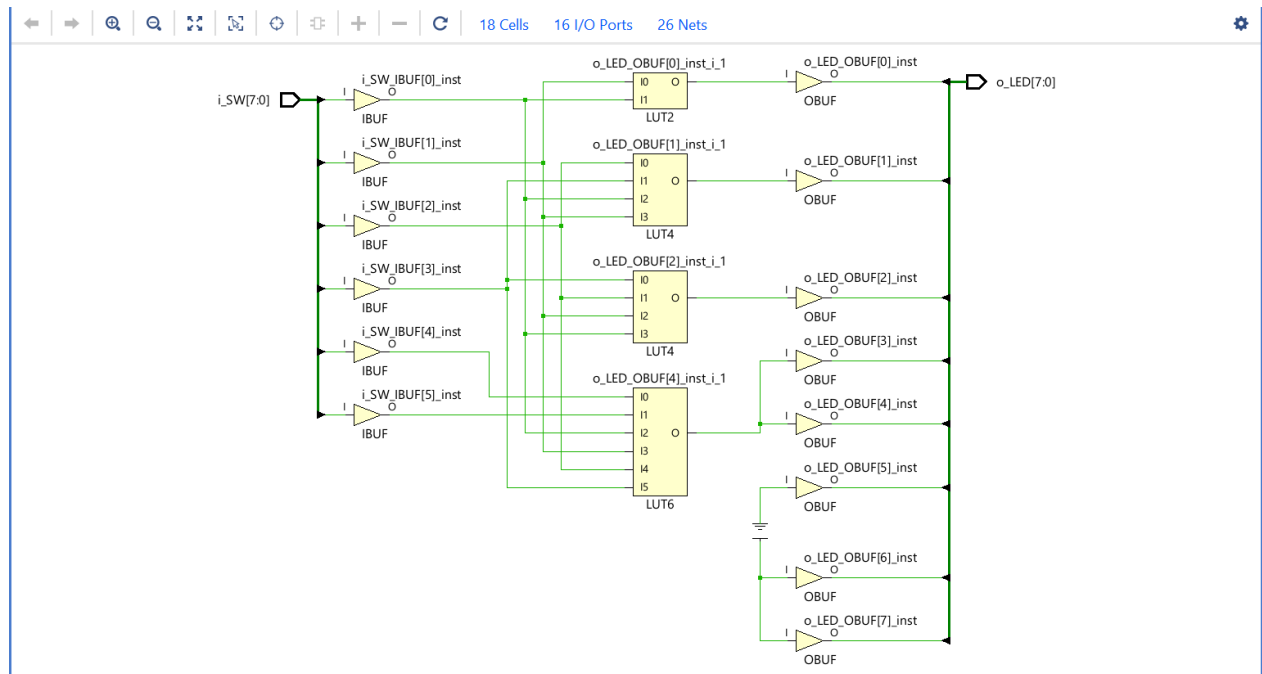 18 Cells 16 I/O Ports 26 Nets
i_SW[7:0]
i_SW_IBUF[0]_inst
I O
IBUF
i_SW_IBUF[1]_inst
I O
IBUF
i_SW_IBUF[2]_inst
I O
IBUF
i_SW_IBUF[3]_inst
I O
IBUF
i_SW_IBUF[4]_inst
I O
IBUF
i_SW_IBUF[5]_inst
I O
IBUF
o_LED_OBUF[0]_inst_i_1
I0 O
I1
LUT2
o_LED_OBUF[1]_inst_i_1
I0
I1 O
I2
I3
LUT4
o_LED_OBUF[2]_inst_i_1
I0
I1 O
I2
I3
LUT4
o_LED_OBUF[4]_inst_i_1
I0
I1
I2 O
I3
I4
I5
LUT6
o_LED_OBUF[0]_inst
I O
OBUF
o_LED_OBUF[1]_inst
I O
OBUF
o_LED_OBUF[2]_inst
I O
OBUF
o_LED_OBUF[3]_inst
I O
OBUF
o_LED_OBUF[4]_inst
I O
OBUF
o_LED_OBUF[5]_inst
I O
OBUF
o_LED_OBUF[6]_inst
I O
OBUF
o_LED_OBUF[7]_inst
I O
OBUF
o_LED[7:0]